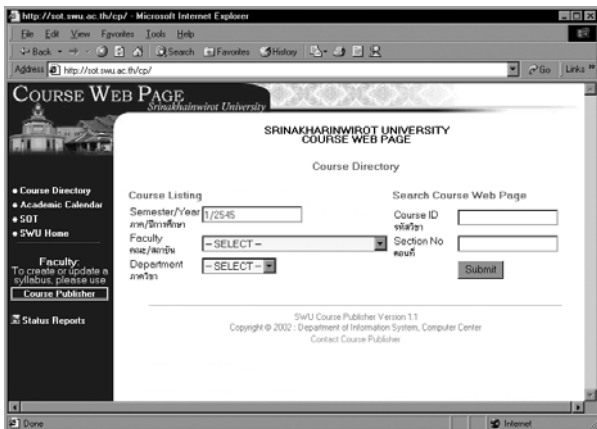 http://sot.swu.ac.th/cp/ - Microsoft Internet Explorer
File Edit View Favorites Tools Help
Back Search Favorites History
Address http://sot.swu.ac.th/cp/ Go Links »
COURSE WEB PAGE
Srinakhainwirot University
SRINAKHARINWIROT UNIVERSITY
COURSE WEB PAGE
Course Directory
Course Directory
Academic Calendar
SOT
SWU Home
Faculty:
To create or update a
syllabus, please use
Course Publisher
Status Reports
Course Listing
Semester/Year 1/2545
ภาค/ปีการศึกษา
Faculty -- SELECT --
คณะ/สถาบัน
Department -- SELECT --
ภาควิชา
Search Course Web Page
Course ID
รหัสวิชา
Section No
ตอนที่
Submit
SWU Course Publisher Version 1.1
Copyright © 2002 : Department of Information System, Computer Center
Contact Course Publisher
Done Internet